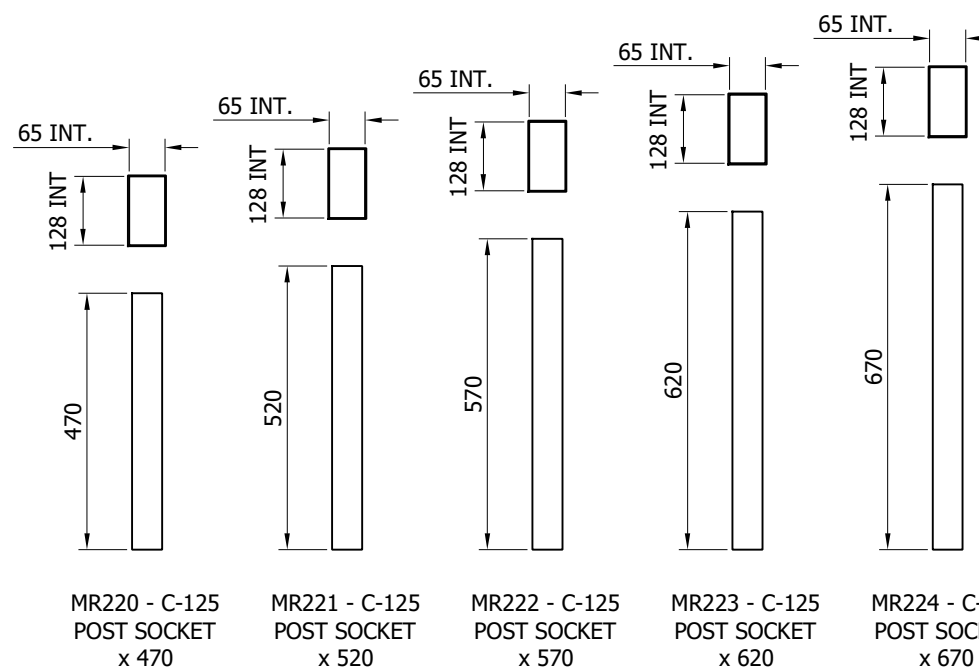 65 INT.
128 INT
470
MR220 - C-125
POST SOCKET
x 470
65 INT.
128 INT
520
MR221 - C-125
POST SOCKET
x 520
65 INT.
128 INT
570
MR222 - C-125
POST SOCKET
x 570
65 INT.
128 INT
620
MR223 - C-125
POST SOCKET
x 620
65 INT.
128 INT
670
MR224 - C-
POST
x 670